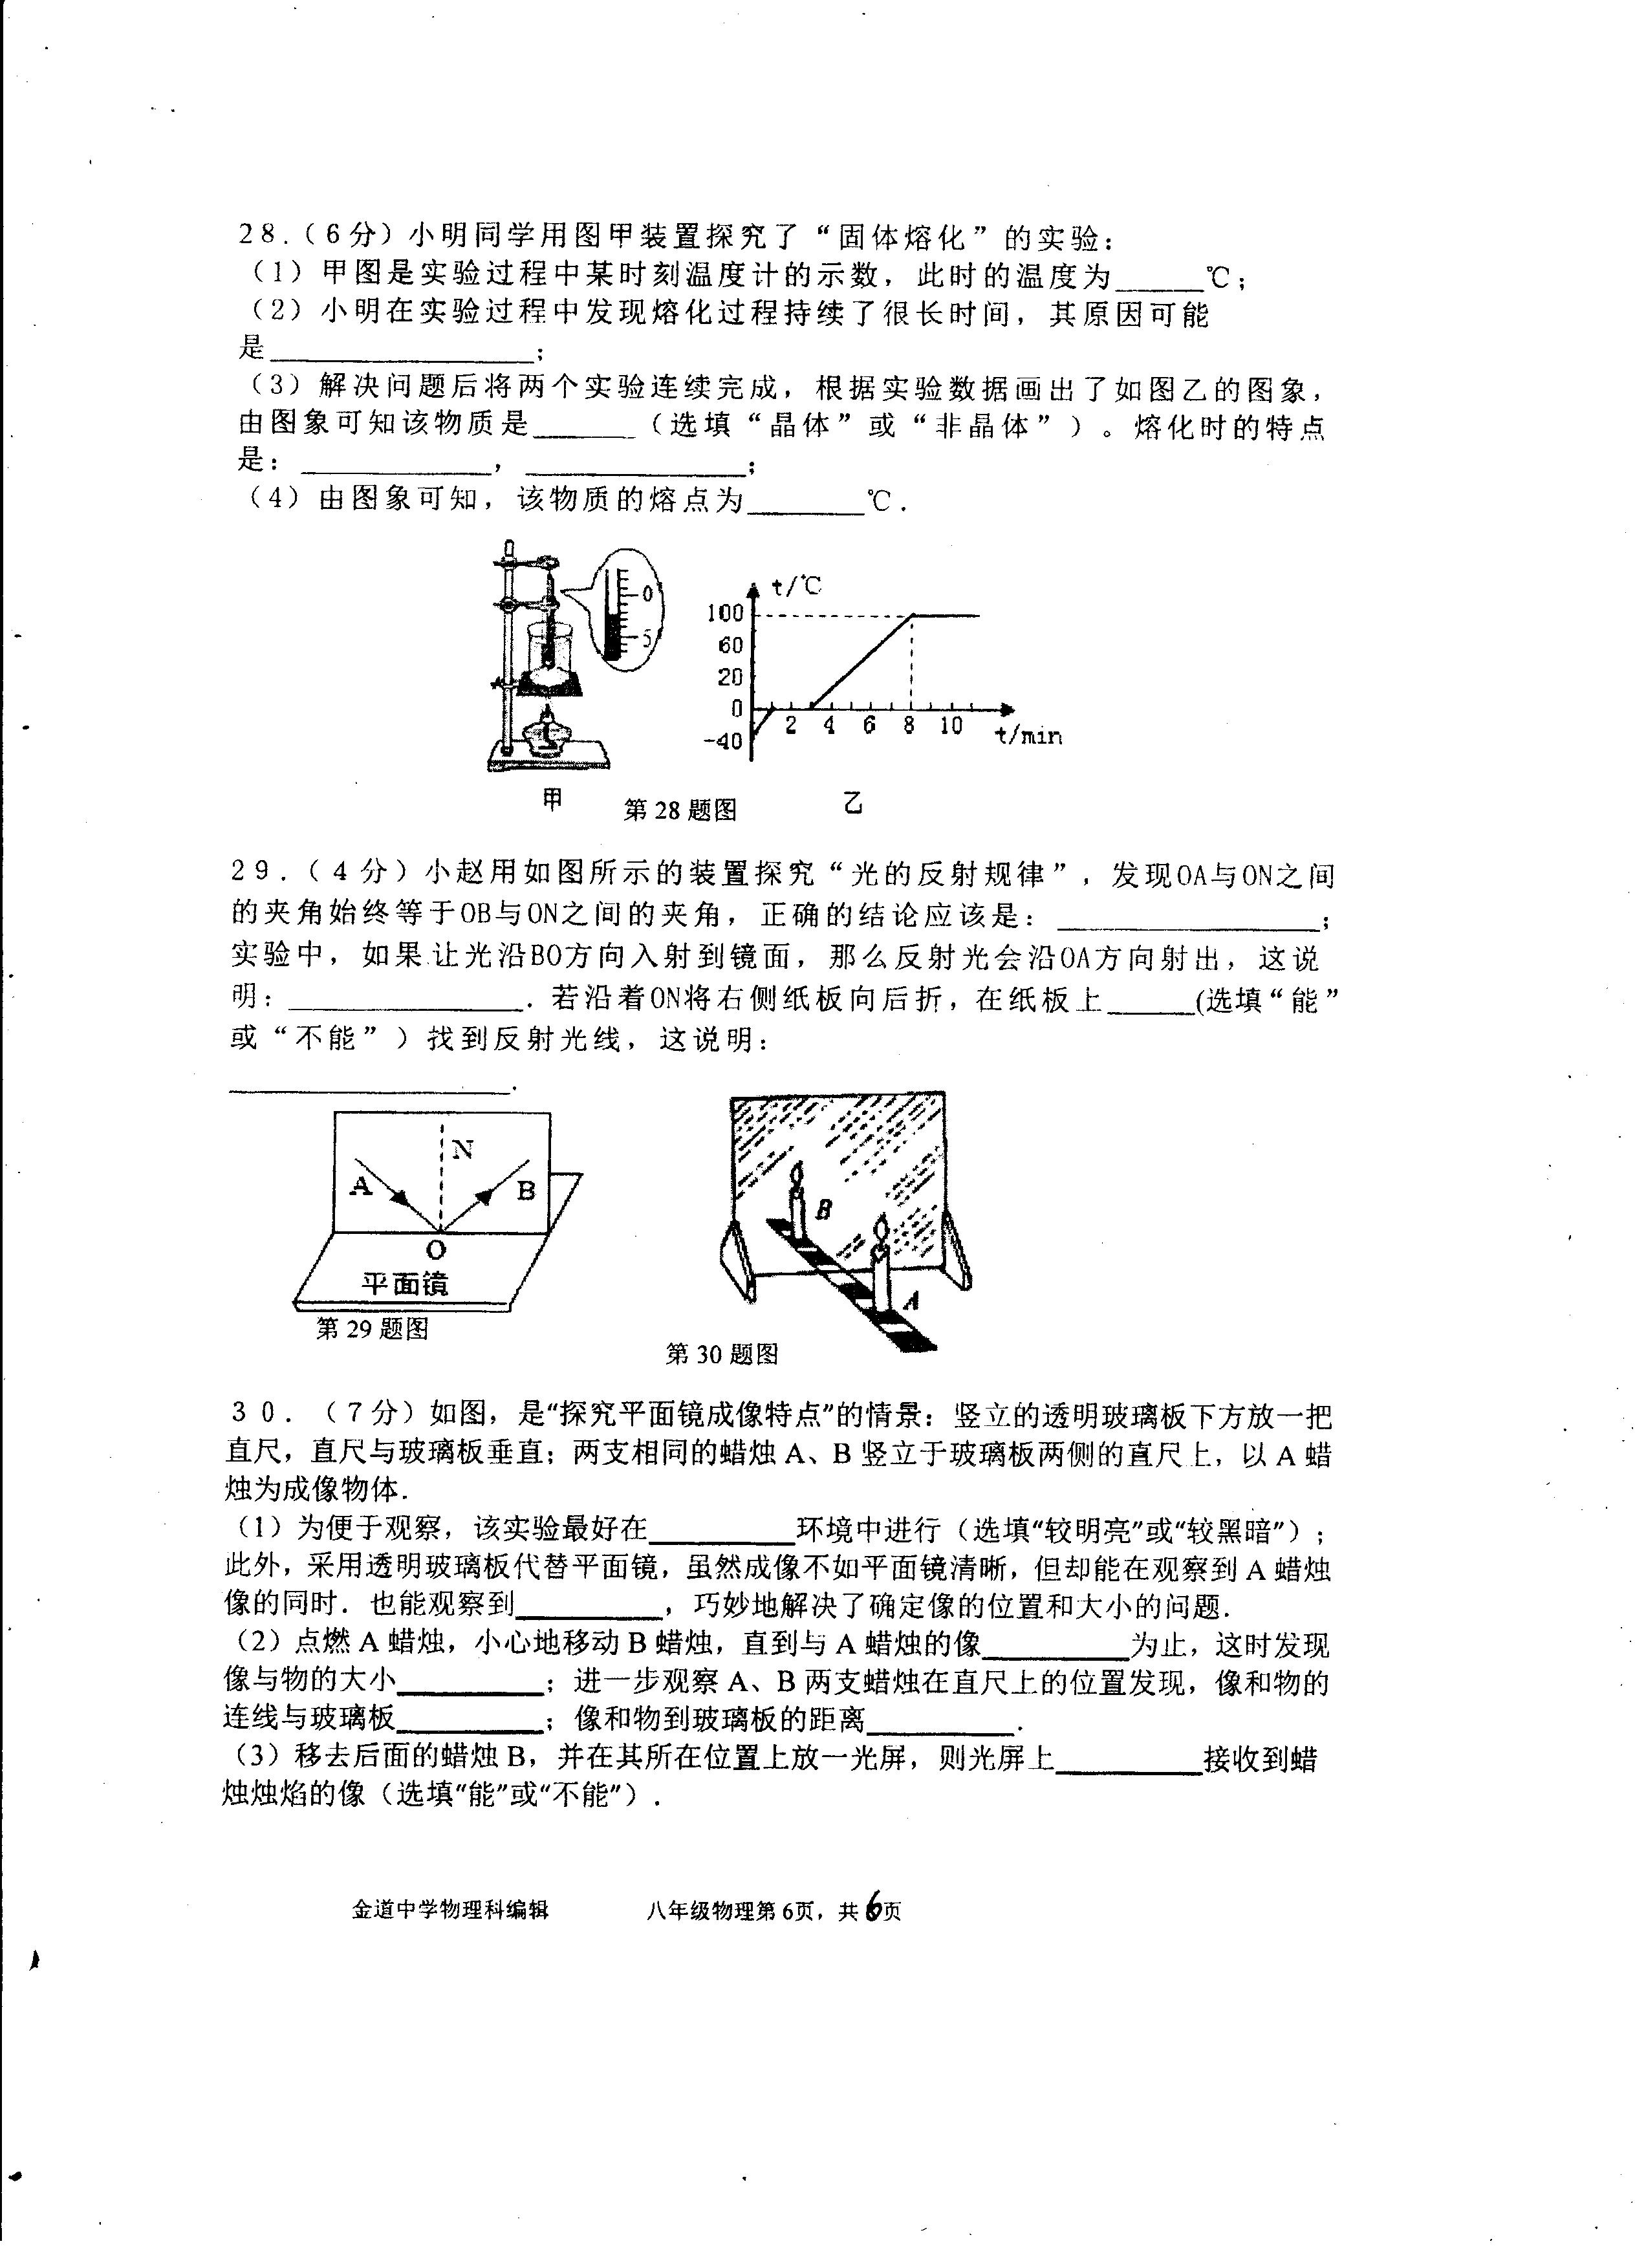 28.（6分）小明同学用图甲装置探究了“固体熔化”的实验：
（1）甲图是实验过程中某时刻温度计的示数，此时的温度为______℃；
（2）小明在实验过程中发现熔化过程持续了很长时间，其原因可能
是__________________；
（3）解决问题后将两个实验连续完成，根据实验数据画出了如图乙的图象，
由图象可知该物质是_______（选填“晶体”或“非晶体”）。熔化时的特点
是：_____________，_______________；
（4）由图象可知，该物质的熔点为________℃．
0
5
甲
t/℃
100
60
20
0
-40
2 4 6 8 10
t/min
乙
第28题图
29.（4分）小赵用如图所示的装置探究“光的反射规律”，发现OA与ON之间
的夹角始终等于OB与ON之间的夹角，正确的结论应该是：__________________；
实验中，如果让光沿BO方向入射到镜面，那么反射光会沿OA方向射出，这说
明：________________．若沿着ON将右侧纸板向后折，在纸板上______(选填“能”
或“不能”）找到反射光线，这说明：
___________________．
N
A
B
O
平面镜
第29题图
B
A
第30题图
30．（7分）如图，是“探究平面镜成像特点”的情景：竖立的透明玻璃板下方放一把
直尺，直尺与玻璃板垂直；两支相同的蜡烛A、B竖立于玻璃板两侧的直尺上，以A蜡
烛为成像物体．
（1）为便于观察，该实验最好在__________环境中进行（选填“较明亮”或“较黑暗”）；
此外，采用透明玻璃板代替平面镜，虽然成像不如平面镜清晰，但却能在观察到A蜡烛
像的同时．也能观察到__________，巧妙地解决了确定像的位置和大小的问题．
（2）点燃A蜡烛，小心地移动B蜡烛，直到与A蜡烛的像__________为止，这时发现
像与物的大小__________；进一步观察A、B两支蜡烛在直尺上的位置发现，像和物的
连线与玻璃板__________；像和物到玻璃板的距离__________．
（3）移去后面的蜡烛B，并在其所在位置上放一光屏，则光屏上__________接收到蜡
烛烛焰的像（选填“能”或“不能”）．
金道中学物理科编辑 八年级物理第6页，共6页